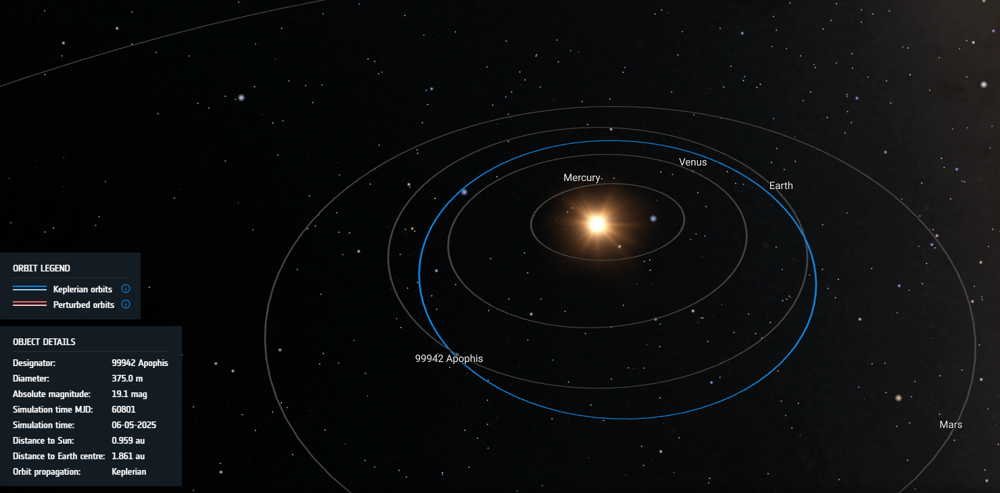 Venus
Mercury
Earth
99942 Apophis
Mars
ORBIT LEGEND
Keplerian orbits
Perturbed orbits
OBJECT DETAILS
Designator: 99942 Apophis
Diameter: 375.0 m
Absolute magnitude: 19.1 mag
Simulation time MJD: 60801
Simulation time: 06-05-2025
Distance to Sun: 0.959 au
Distance to Earth centre: 1.861 au
Orbit propagation: Keplerian